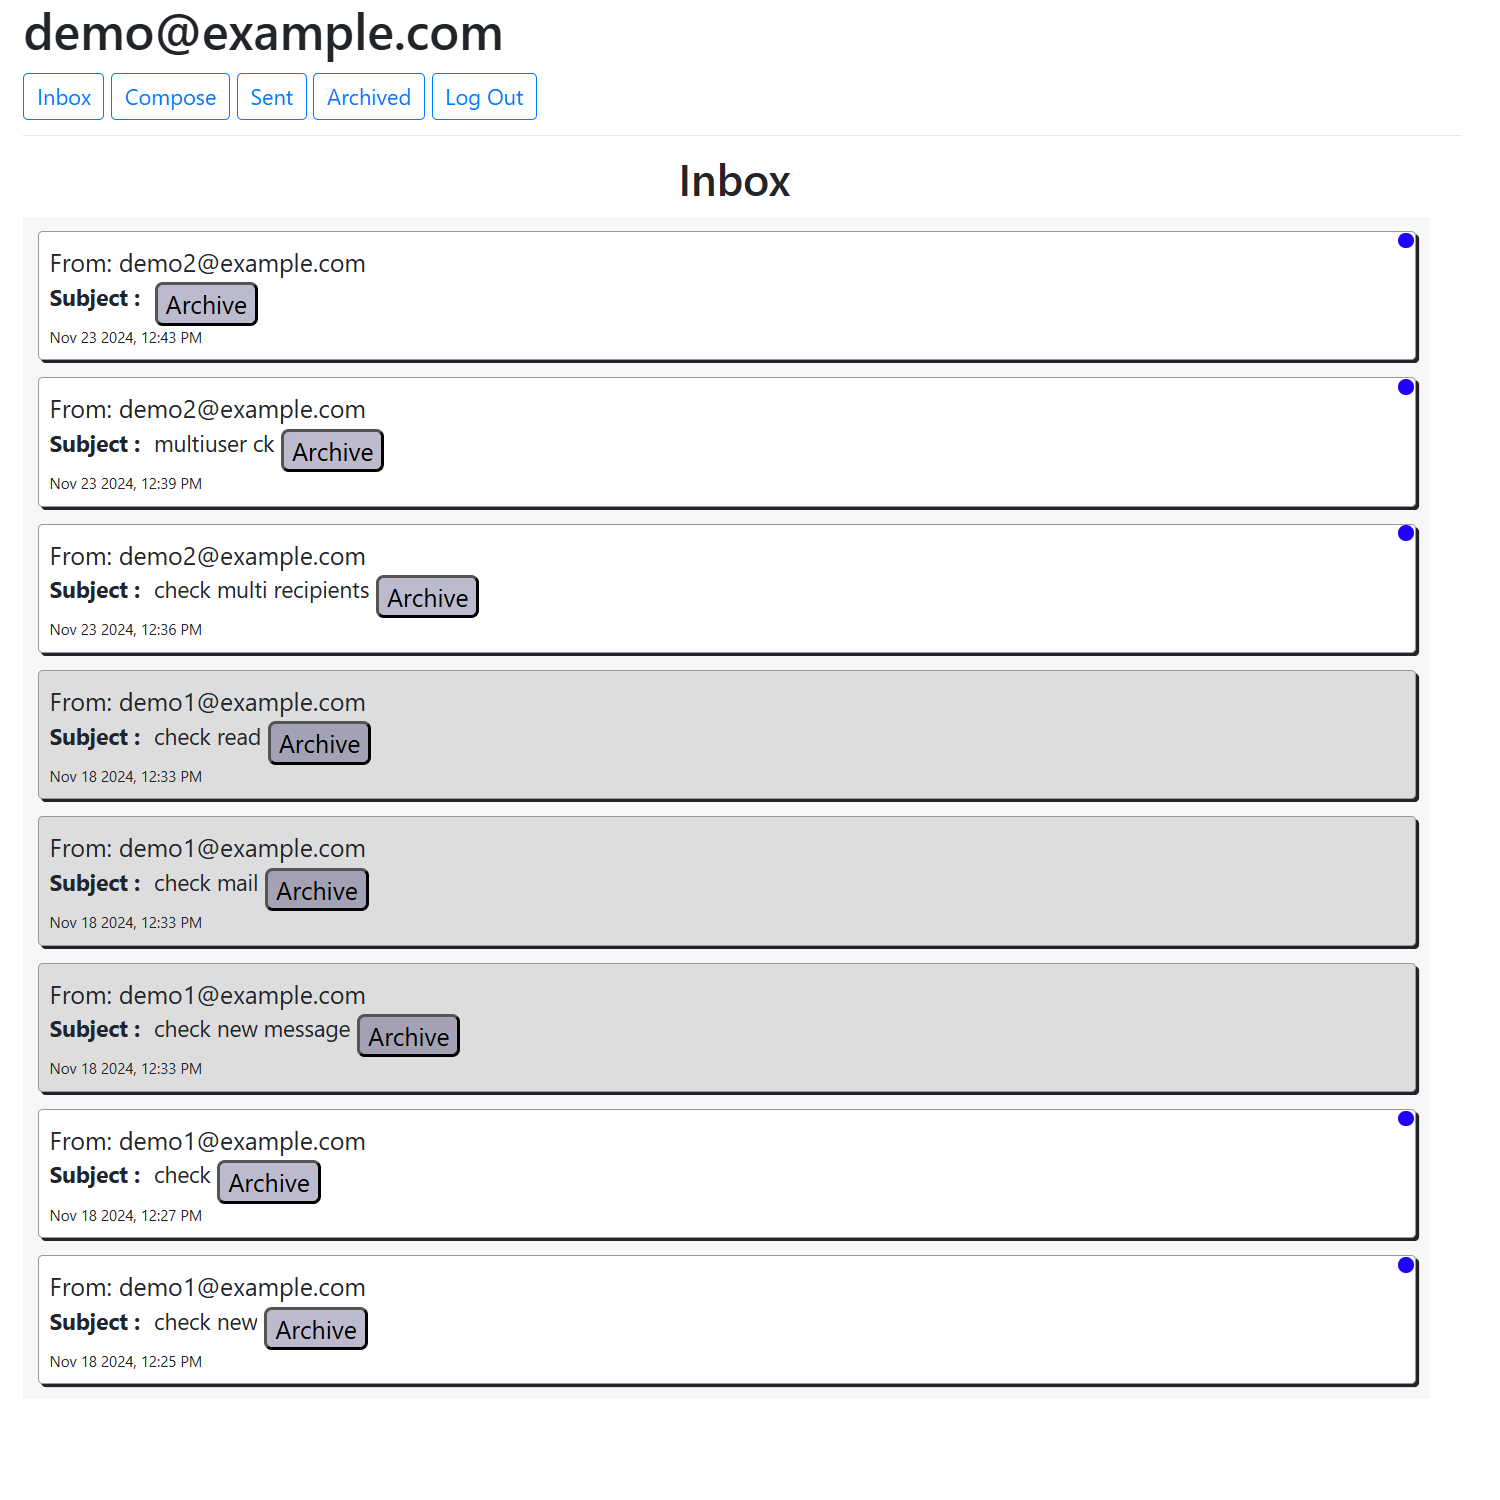 demo@example.com
Inbox Compose Sent Archived Log Out
Inbox
From: demo2@example.com
Subject : Archive
Nov 23 2024, 12:43 PM
From: demo2@example.com
Subject : multiuser ck Archive
Nov 23 2024, 12:39 PM
From: demo2@example.com
Subject : check multi recipients Archive
Nov 23 2024, 12:36 PM
From: demo1@example.com
Subject : check read Archive
Nov 18 2024, 12:33 PM
From: demo1@example.com
Subject : check mail Archive
Nov 18 2024, 12:33 PM
From: demo1@example.com
Subject : check new message Archive
Nov 18 2024, 12:33 PM
From: demo1@example.com
Subject : check Archive
Nov 18 2024, 12:27 PM
From: demo1@example.com
Subject : check new Archive
Nov 18 2024, 12:25 PM